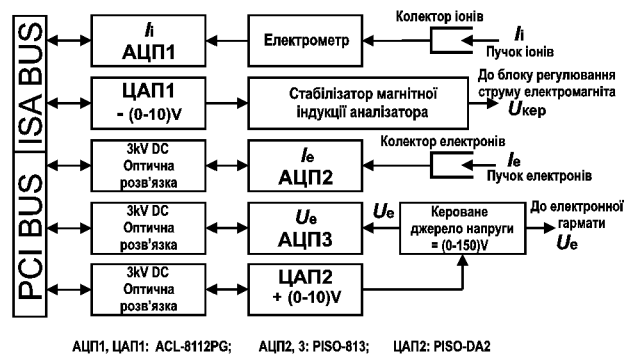 ISA BUS
PCI BUS
Ii
АЦП1
Електрометр
Колектор іонів
Ii
Пучок іонів
ЦАП1
- (0-10)V
Стабілізатор магнітної
індукції аналізатора
До блоку регулювання
струму електромагніта
Uкер
3kV DC
Оптична
розв'язка
Ie
АЦП2
Колектор електронів
Ie
Пучок електронів
3kV DC
Оптична
розв'язка
Ue
АЦП3
Ue
Кероване
джерело напруги
= (0-150)V
До електронної
гармати
Ue
3kV DC
Оптична
розв'язка
ЦАП2
+ (0-10)V
АЦП1, ЦАП1: ACL-8112PG; АЦП2, 3: PISO-813; ЦАП2: PISO-DA2